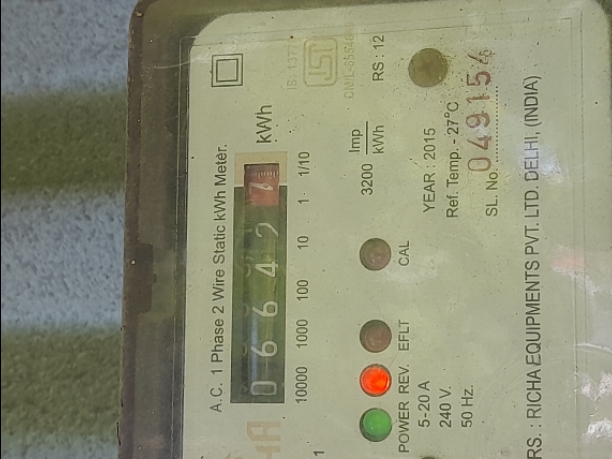 A.C. 1 Phase 2 Wire Static kWh Meter.
0 6 6 4 2 7 kWh
10000 1000 100 10 1 1/10
1
3200 Imp/kWh
RS : 12
POWER REV. EFLT CAL
5-20 A
240 V.
50 Hz.
YEAR : 2015
Ref. Temp. - 27°C
SL. No. 049154
RS. : RICHA EQUIPMENTS PVT. LTD. DELHI, (INDIA)